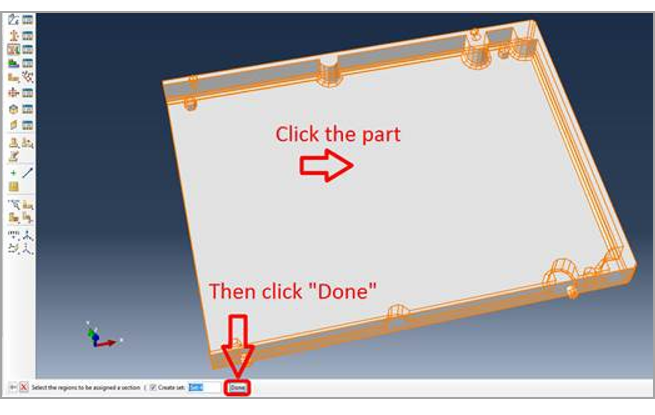 Click the part
Then click "Done"
Select the regions to be assigned a section ( Create set: Set-1
Done